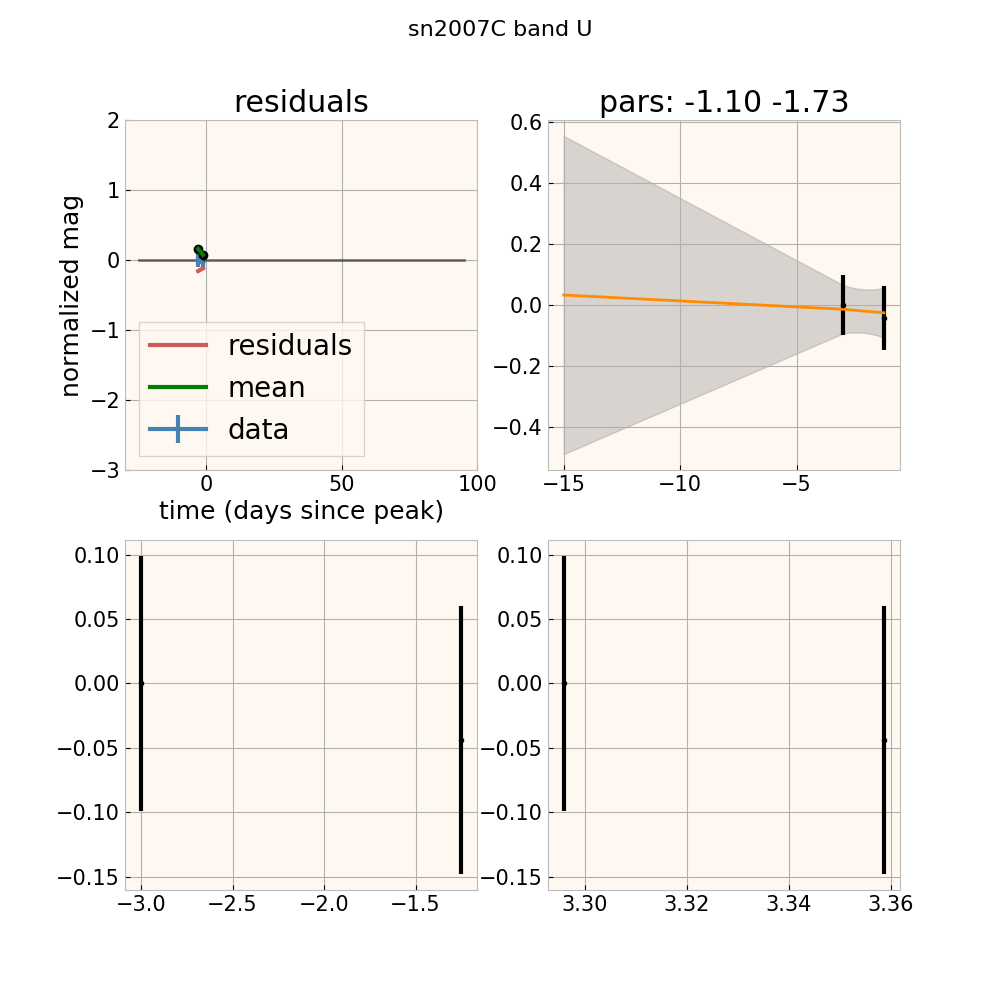 sn2007C band U
residuals
pars: -1.10 -1.73
normalized mag
2
1
0
−1
−2
−3
residuals
mean
data
0 50 100
time (days since peak)
0.6
0.4
0.2
0.0
−0.2
−0.4
−15 −10 −5
0.10
0.05
0.00
−0.05
−0.10
−0.15
−3.0 −2.5 −2.0 −1.5
0.10
0.05
0.00
−0.05
−0.10
−0.15
3.30 3.32 3.34 3.36